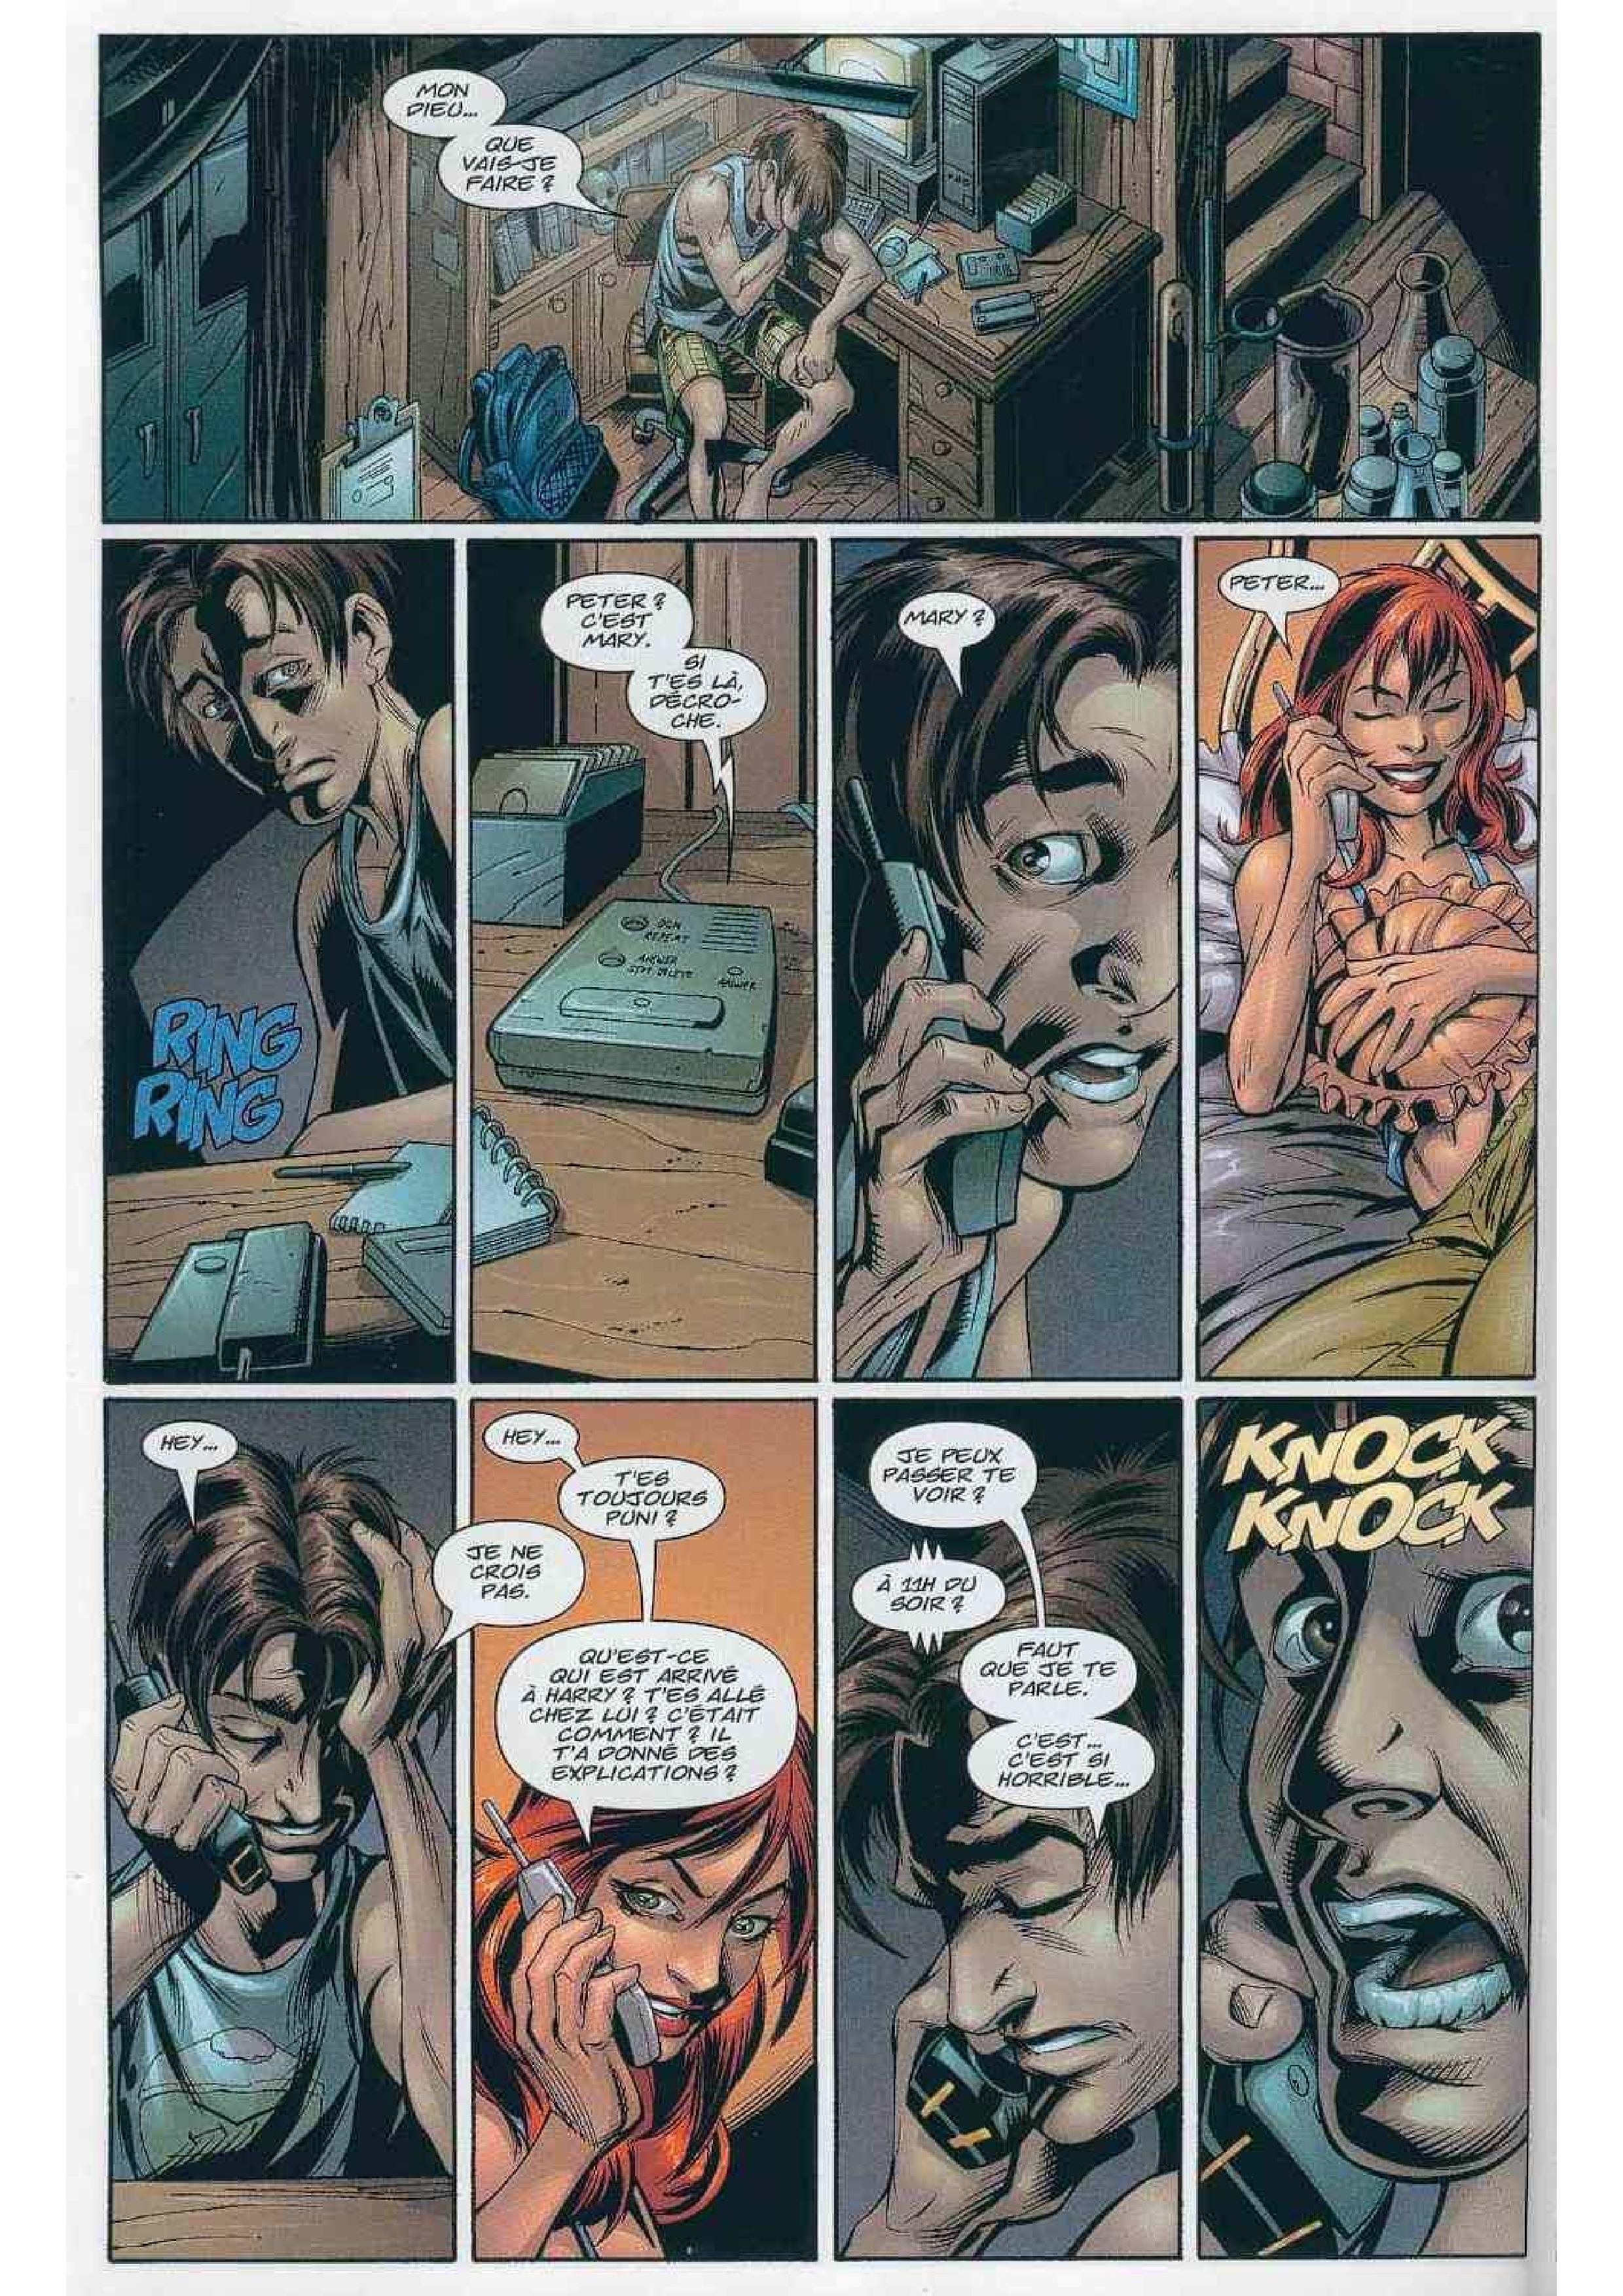 MON
DIEU...
QUE
VAIS-JE
FAIRE ?
RING
RING
PETER ?
C'EST
MARY.
SI
T'ES LÀ,
DÉCRO-
CHE.
REPEAT
ANSWER
ANSWER
MARY ?
PETER...
HEY...
JE NE
CROIS
PAS.
HEY...
T'ES
TOUJOURS
PUNI ?
QU'EST-CE
QUI EST ARRIVÉ
À HARRY ? T'ES ALLÉ
CHEZ LUI ? C'ÉTAIT
COMMENT ? IL
T'A DONNÉ DES
EXPLICATIONS ?
JE PEUX
PASSER TE
VOIR ?
À 11H DU
SOIR ?
FAUT
QUE JE TE
PARLE.
C'EST...
C'EST SI
HORRIBLE...
KNOCK
KNOCK